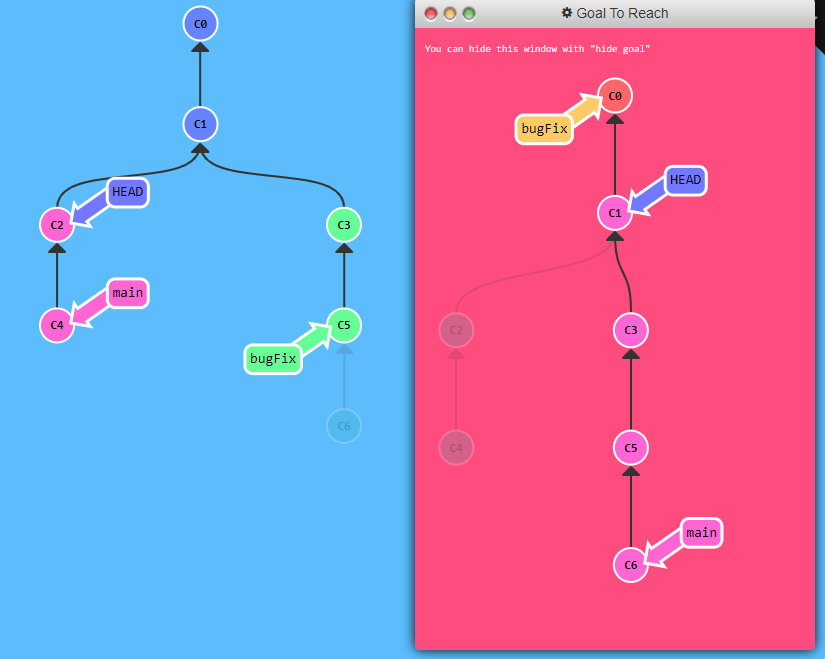 C0
C1
HEAD
C2
C3
main
C4
C5
bugFix
C6
Goal To Reach
You can hide this window with "hide goal"
C0
bugFix
HEAD
C1
C2
C3
C4
C5
main
C6